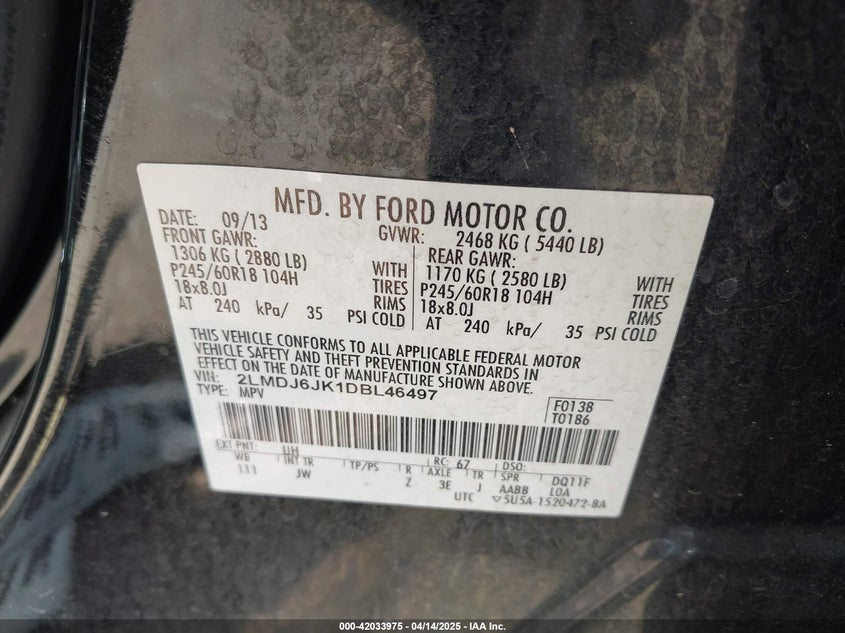 MFD. BY FORD MOTOR CO.
DATE: 09/13 GVWR: 2468 KG ( 5440 LB)
FRONT GAWR: REAR GAWR:
1306 KG ( 2880 LB) WITH 1170 KG ( 2580 LB) WITH
P245/60R18 104H TIRES P245/60R18 104H TIRES
18x8.0J RIMS 18x8.0J RIMS
AT 240 kPa/ 35 PSI COLD AT 240 kPa/ 35 PSI COLD
THIS VEHICLE CONFORMS TO ALL APPLICABLE FEDERAL MOTOR
VEHICLE SAFETY AND THEFT PREVENTION STANDARDS IN
EFFECT ON THE DATE OF MANUFACTURE SHOWN ABOVE.
VIN: 2LMDJ6JK1DBL46497
TYPE: MPV
F0138
T0186
EXT PNT: UH RC: 67 DSO:
WB INT TR TP/PS R AXLE TR SPR DQ11F
111 JW Z 3E J AABB LOA
UTC ▽5U5A-1520472-BA
000-42033975 | 04/14/2025 | IAA Inc.